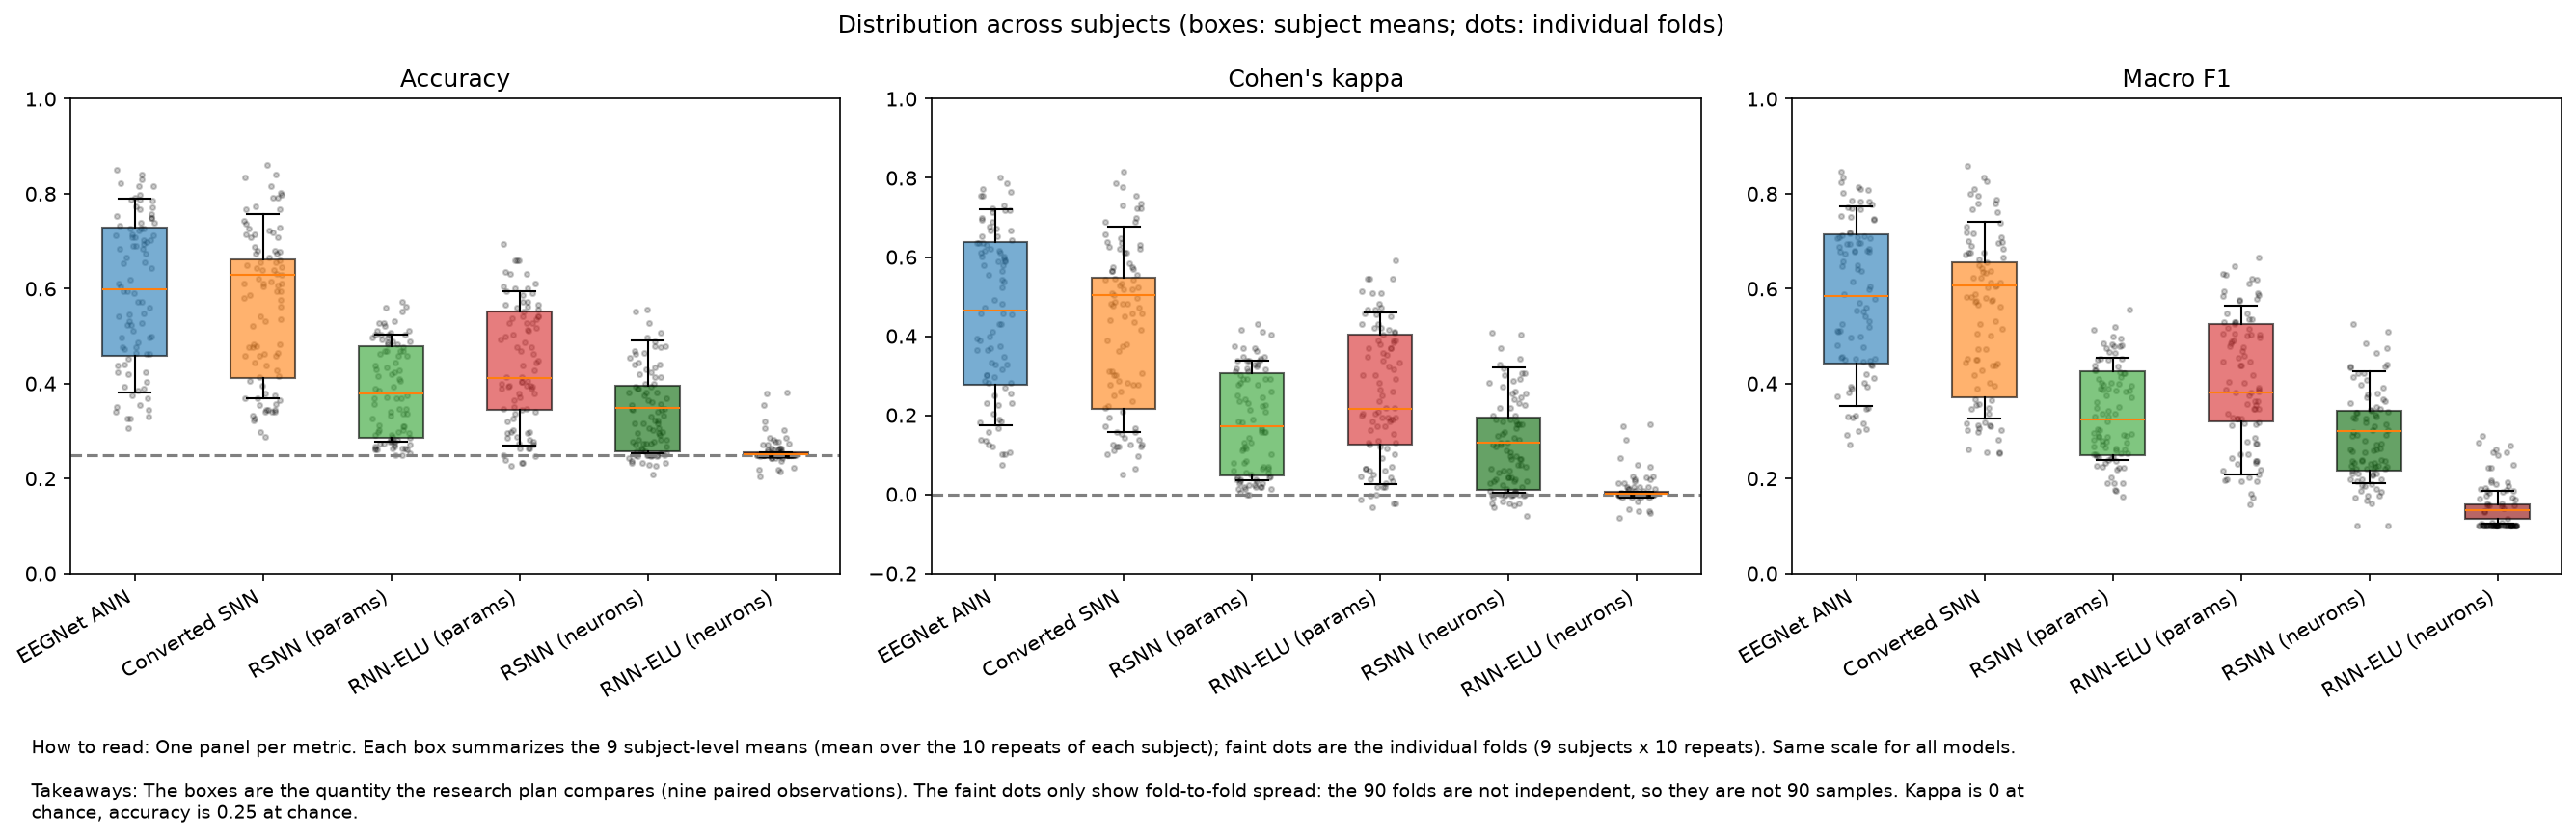 Distribution across subjects (boxes: subject means; dots: individual folds)
Accuracy
1.0
0.8
0.6
0.4
0.2
0.0
EEGNet ANN
Converted SNN
RSNN (params)
RNN-ELU (params)
RSNN (neurons)
RNN-ELU (neurons)
Cohen's kappa
1.0
0.8
0.6
0.4
0.2
0.0
−0.2
EEGNet ANN
Converted SNN
RSNN (params)
RNN-ELU (params)
RSNN (neurons)
RNN-ELU (neurons)
Macro F1
1.0
0.8
0.6
0.4
0.2
0.0
EEGNet ANN
Converted SNN
RSNN (params)
RNN-ELU (params)
RSNN (neurons)
RNN-ELU (neurons)
How to read: One panel per metric. Each box summarizes the 9 subject-level means (mean over the 10 repeats of each subject); faint dots are the individual folds (9 subjects x 10 repeats). Same scale for all models.
Takeaways: The boxes are the quantity the research plan compares (nine paired observations). The faint dots only show fold-to-fold spread: the 90 folds are not independent, so they are not 90 samples. Kappa is 0 at
chance, accuracy is 0.25 at chance.